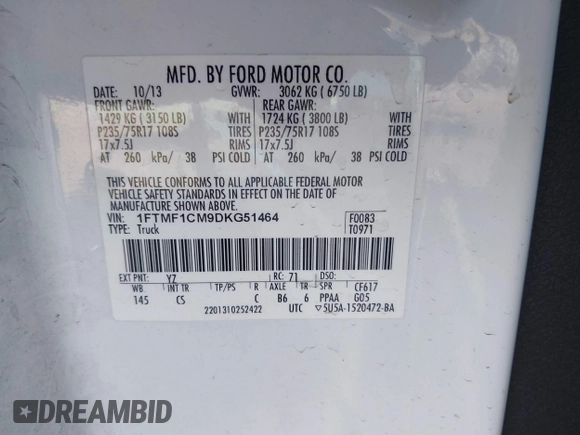 MFD. BY FORD MOTOR CO.
DATE: 10/13 GVWR: 3062 KG ( 6750 LB)
FRONT GAWR: REAR GAWR:
1429 KG ( 3150 LB) WITH 1724 KG ( 3800 LB) WITH
P235/75R17 108S TIRES P235/75R17 108S TIRES
17x7.5J RIMS 17x7.5J RIMS
AT 260 kPa/ 38 PSI COLD AT 260 kPa/ 38 PSI COLD
THIS VEHICLE CONFORMS TO ALL APPLICABLE FEDERAL MOTOR
VEHICLE SAFETY STANDARDS IN EFFECT ON THE DATE OF
MANUFACTURE SHOWN ABOVE.
VIN: 1FTMF1CM9DKG51464 F0083
TYPE: Truck T0971
EXT PNT: YZ RC: 71 DSO:
WB INT TR TP/PS R AXLE TR SPR CF617
145 CS C B6 6 PPAA G05
2201310252422 UTC ▽5U5A-1520472-BA
DREAMBID